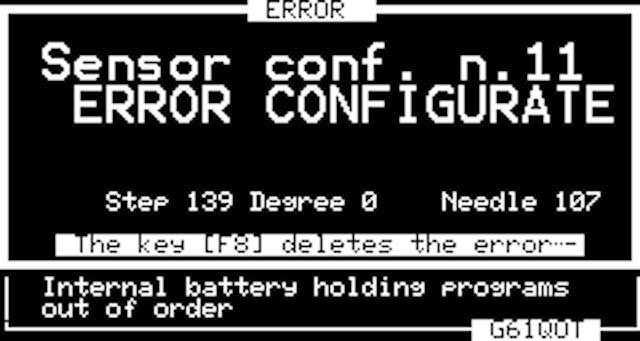 ERROR
Sensor conf. n.11
ERROR CONFIGURATE
Step 139 Degree 0 Needle 107
The key [F8] deletes the error
Internal battery holding programs
out of order
G61QOT